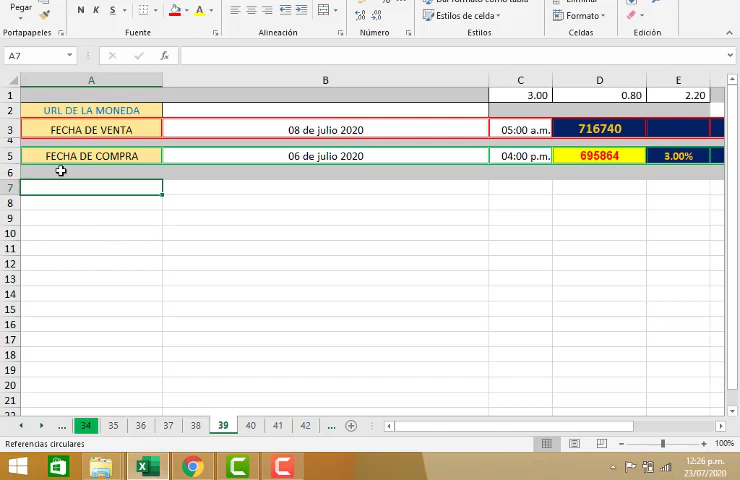 Pegar
Eliminar
Formato
Estilos de celda
Portapapeles
Fuente
Alineación
Número
Estilos
Celdas
Edición
N K S
A7
fx
A B C D E
1 3.00 0.80 2.20
2 URL DE LA MONEDA
3 FECHA DE VENTA 08 de julio 2020 05:00 a.m. 716740
4
5 FECHA DE COMPRA 06 de julio 2020 04:00 p.m. 695864 3.00%
6
7
8
9
10
11
12
13
14
15
16
17
18
19
20
21
22
... 34 35 36 37 38 39 40 41 42 ...
Referencias circulares 100%
12:26 p.m.
23/07/2020